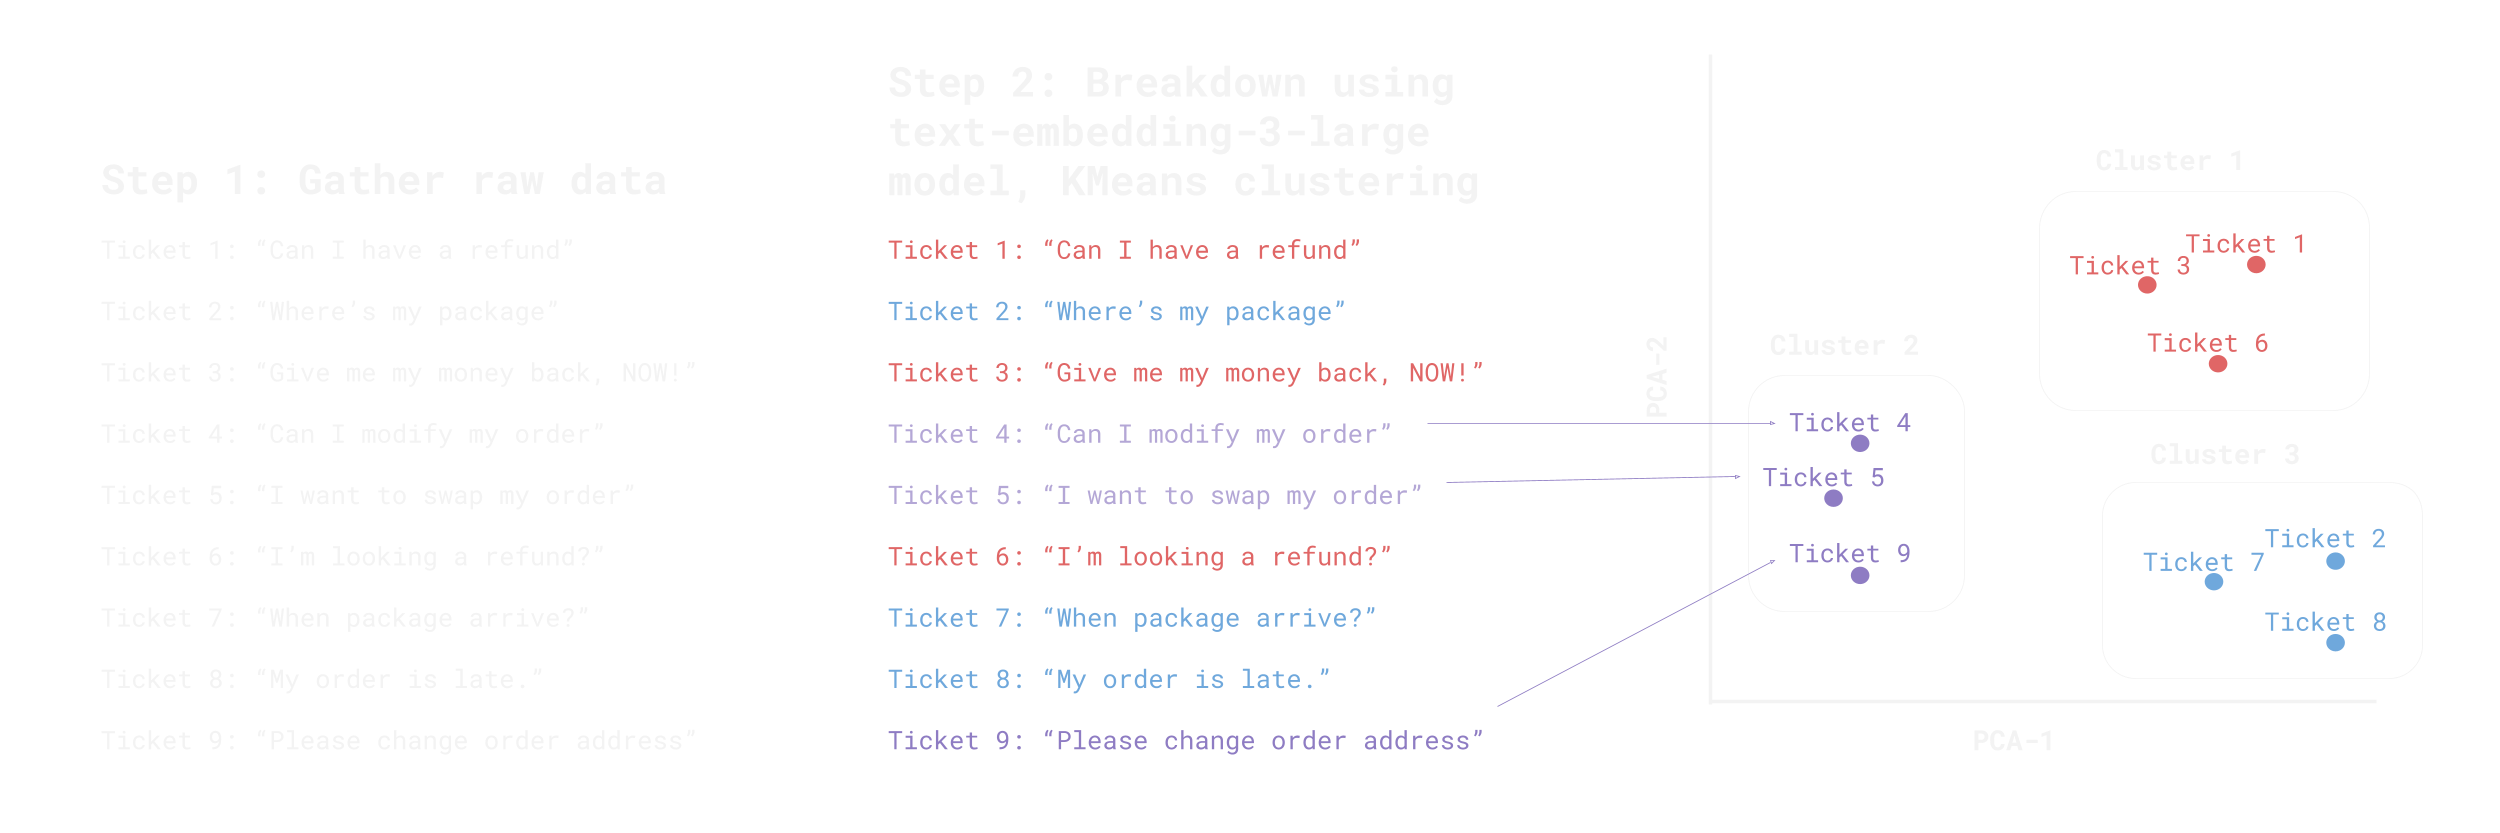 Step 1: Gather raw data
Ticket 1: “Can I have a refund“
Ticket 2: “Where’s my package“
Ticket 3: “Give me my money back, NOW!”
Ticket 4: “Can I modify my order”
Ticket 5: “I want to swap my order”
Ticket 6: “I’m looking a refund?”
Ticket 7: “When package arrive?”
Ticket 8: “My order is late.”
Ticket 9: “Please change order address”
Step 2: Breakdown using
text-embedding-3-large
model, KMeans clustering
Ticket 1: “Can I have a refund”
Ticket 2: “Where’s my package”
Ticket 3: “Give me my money back, NOW!”
Ticket 4: “Can I modify my order”
Ticket 5: “I want to swap my order”
Ticket 6: “I’m looking a refund?”
Ticket 7: “When package arrive?”
Ticket 8: “My order is late.”
Ticket 9: “Please change order address”
PCA-2
Cluster 1
Ticket 1
Ticket 3
Ticket 6
Cluster 2
Ticket 4
Ticket 5
Ticket 9
Cluster 3
Ticket 2
Ticket 7
Ticket 8
PCA-1